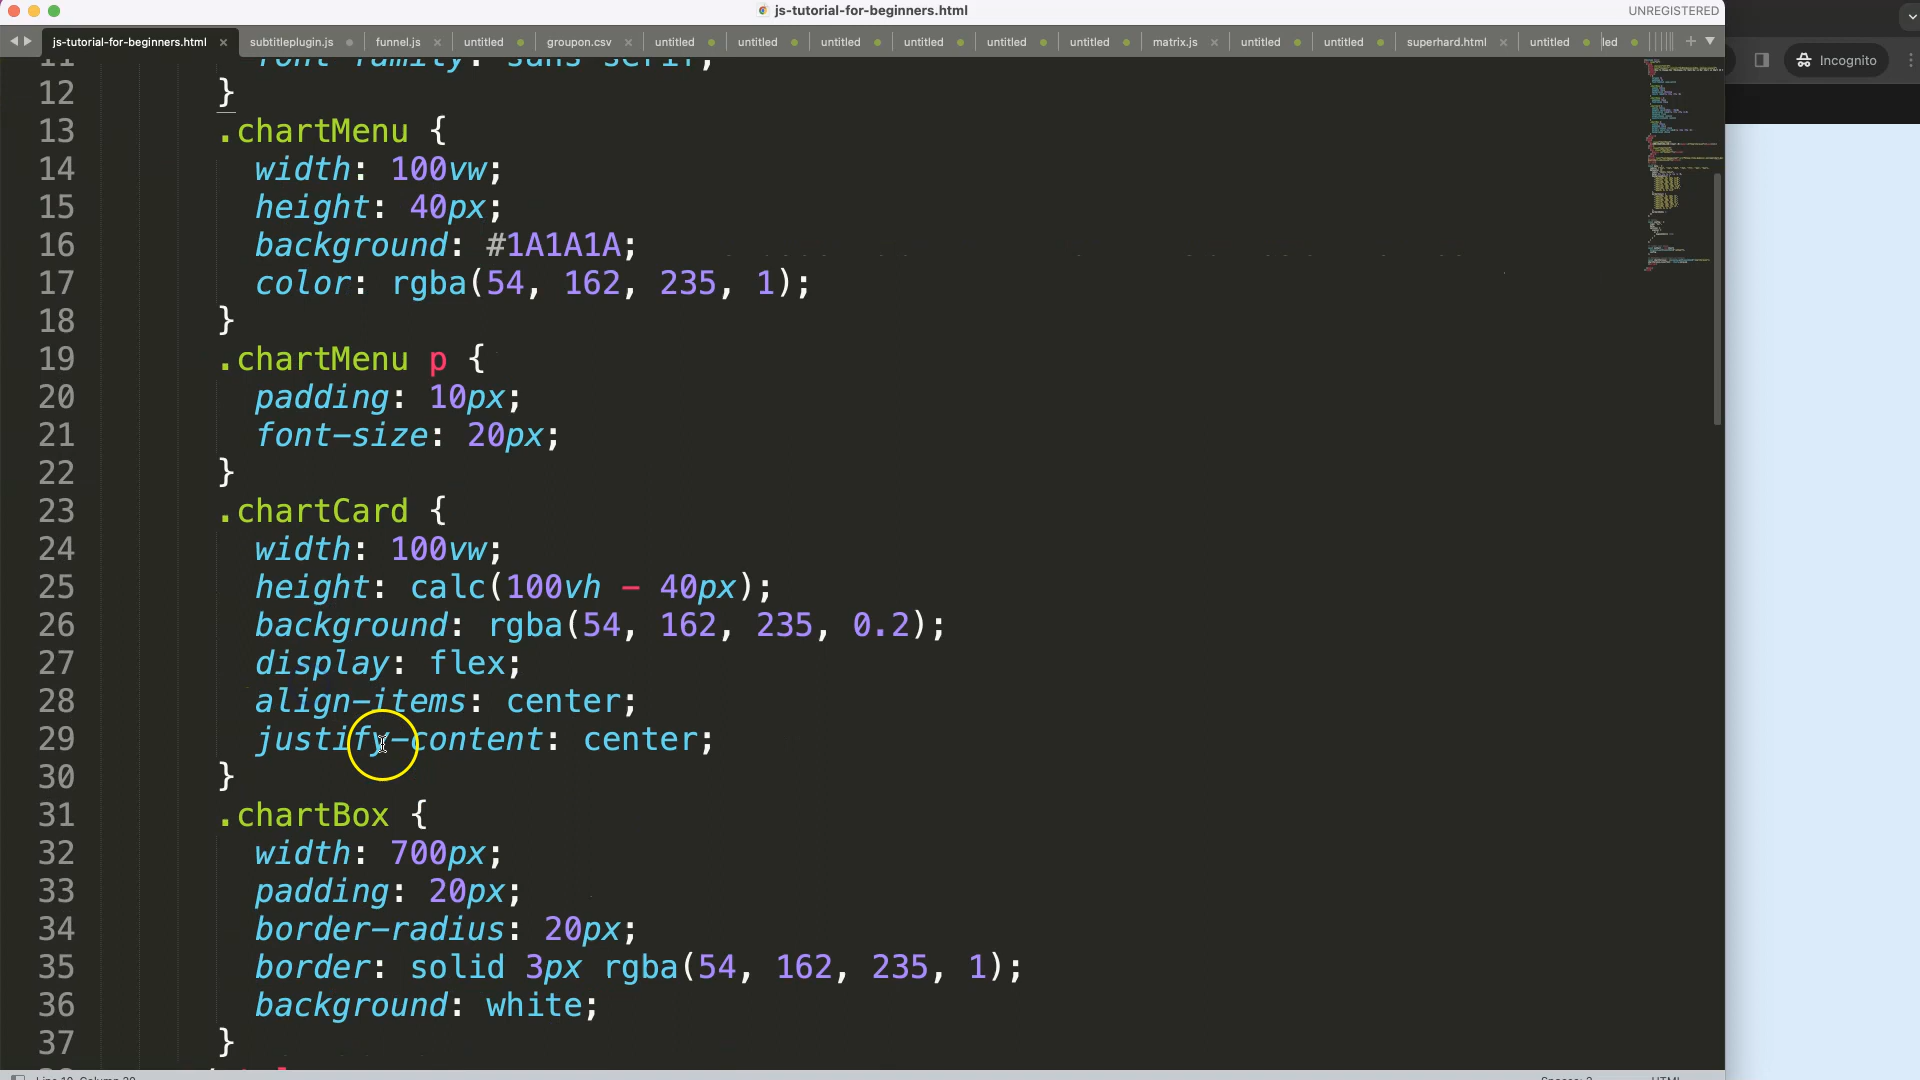 js-tutorial-for-beginners.html
UNREGISTERED
js-tutorial-for-beginners.html × subtitleplugin.js funnel.js × untitled groupon.csv × untitled untitled untitled untitled untitled untitled matrix.js × untitled untitled superhard.html × untitled led + Incognito
11 font-family: sans-serif;
12 }
13 .chartMenu {
14 width: 100vw;
15 height: 40px;
16 background: #1A1A1A;
17 color: rgba(54, 162, 235, 1);
18 }
19 .chartMenu p {
20 padding: 10px;
21 font-size: 20px;
22 }
23 .chartCard {
24 width: 100vw;
25 height: calc(100vh - 40px);
26 background: rgba(54, 162, 235, 0.2);
27 display: flex;
28 align-items: center;
29 justify-content: center;
30 }
31 .chartBox {
32 width: 700px;
33 padding: 20px;
34 border-radius: 20px;
35 border: solid 3px rgba(54, 162, 235, 1);
36 background: white;
37 }